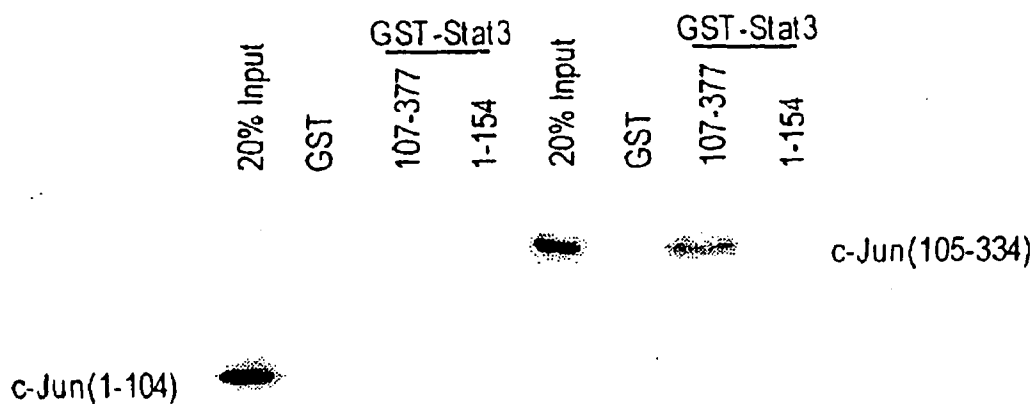 GST-Stat3
20% Input
GST
107-377
1-154
GST-Stat3
20% Input
GST
107-377
1-154
c-Jun(105-334)
c-Jun(1-104)